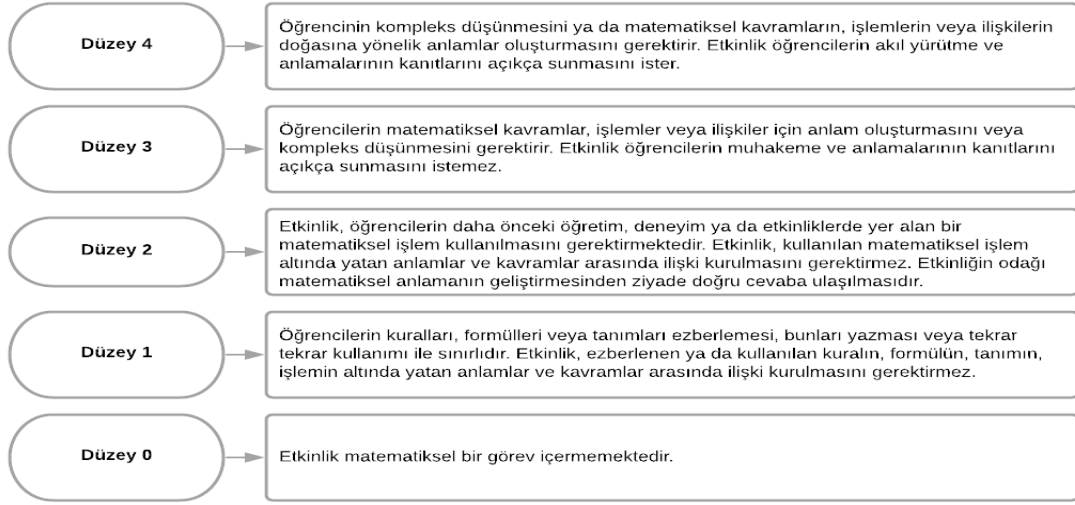 Düzey 4
Öğrencinin kompleks düşünmesini ya da matematiksel kavramların, işlemlerin veya ilişkilerin
doğasına yönelik anlamlar oluşturmasını gerektirir. Etkinlik öğrencilerin akıl yürütme ve
anlamalarının kanıtlarını açıkça sunmasını ister.
Düzey 3
Öğrencilerin matematiksel kavramlar, işlemler veya ilişkiler için anlam oluşturmasını veya
kompleks düşünmesini gerektirir. Etkinlik öğrencilerin muhakeme ve anlamalarının kanıtlarını
açıkça sunmasını istemez.
Düzey 2
Etkinlik, öğrencilerin daha önceki öğretim, deneyim ya da etkinliklerde yer alan bir
matematiksel işlem kullanılmasını gerektirmektedir. Etkinlik, kullanılan matematiksel işlem
altında yatan anlamlar ve kavramlar arasında ilişki kurulmasını gerektirmez. Etkinliğin odağı
matematiksel anlamanın geliştirmesinden ziyade doğru cevaba ulaşılmasıdır.
Düzey 1
Öğrencilerin kuralları, formülleri veya tanımları ezberlemesi, bunları yazması veya tekrar
tekrar kullanımı ile sınırlıdır. Etkinlik, ezberlenen ya da kullanılan kuralın, formülün, tanımın,
işlemin altında yatan anlamlar ve kavramlar arasında ilişki kurulmasını gerektirmez.
Düzey 0
Etkinlik matematiksel bir görev içermemektedir.